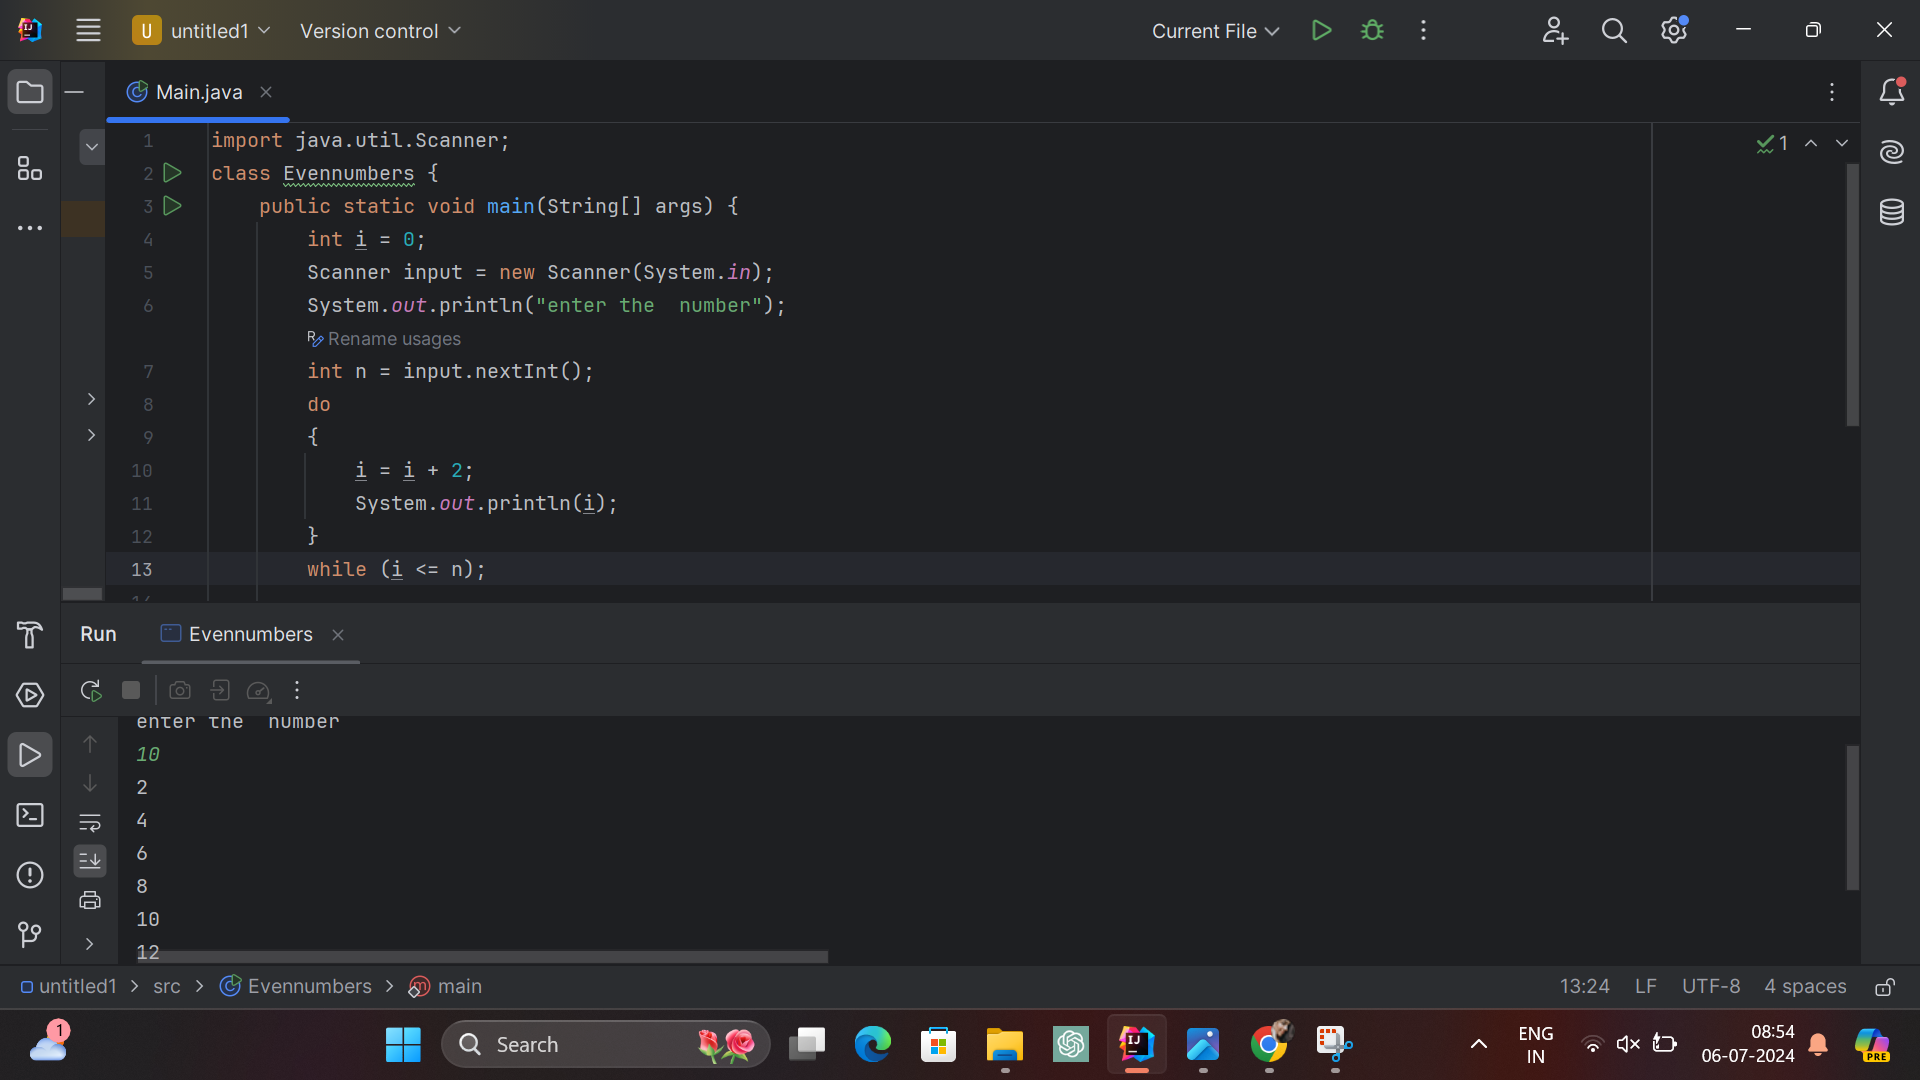 U untitled1 Version control Current File
Main.java
1 import java.util.Scanner;
2 class Evennumbers {
3 public static void main(String[] args) {
4 int i = 0;
5 Scanner input = new Scanner(System.in);
6 System.out.println("enter the  number");
Rename usages
7 int n = input.nextInt();
8 do
9 {
10 i = i + 2;
11 System.out.println(i);
12 }
13 while (i <= n);
14
1
Run Evennumbers
enter the  number
10
2
4
6
8
10
12
untitled1 > src > Evennumbers > main 13:24 LF UTF-8 4 spaces
1 Search ENG IN 08:54 06-07-2024 PRE